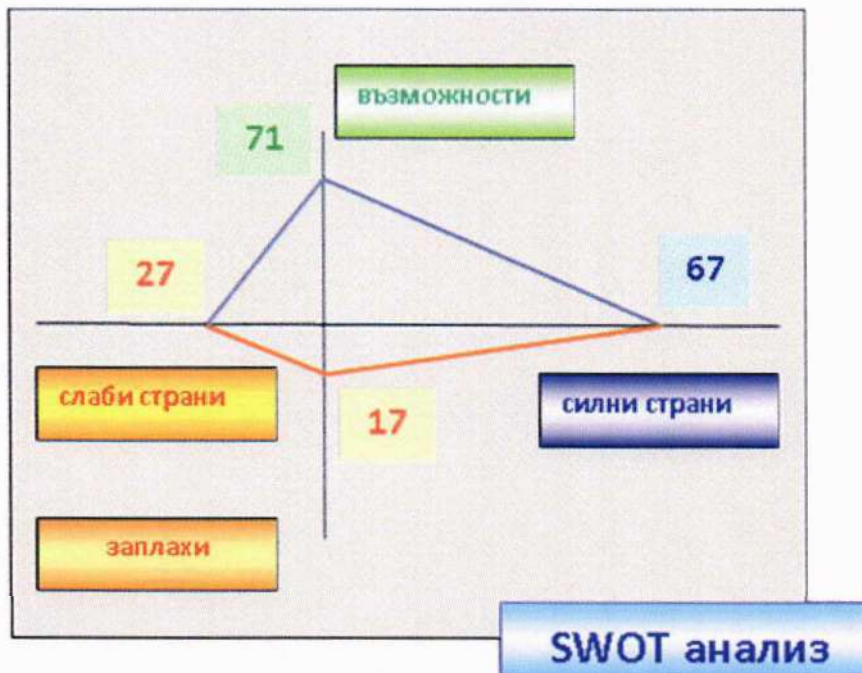 възможности
71
27
67
слаби страни
17
силни страни
заплахи
SWOT анализ